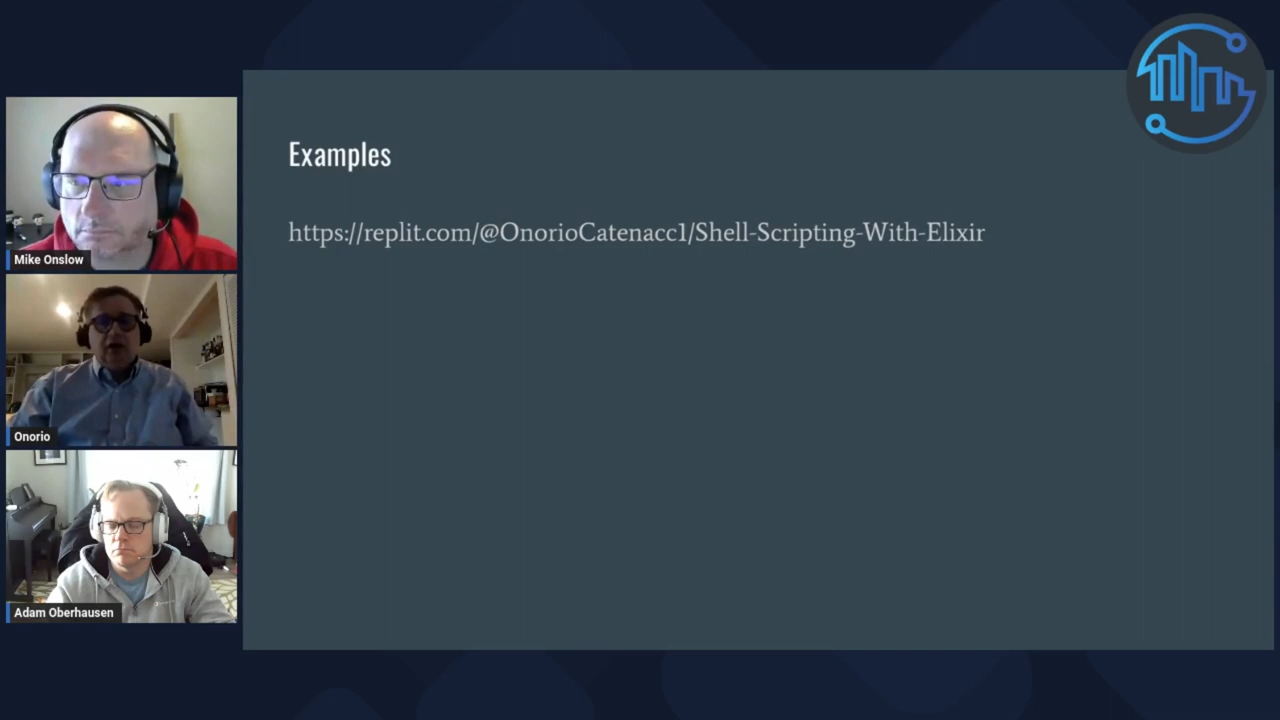 Examples
https://replit.com/@OnorioCatenacc1/Shell-Scripting-With-Elixir
Mike Onslow
Onorio
Adam Oberhausen